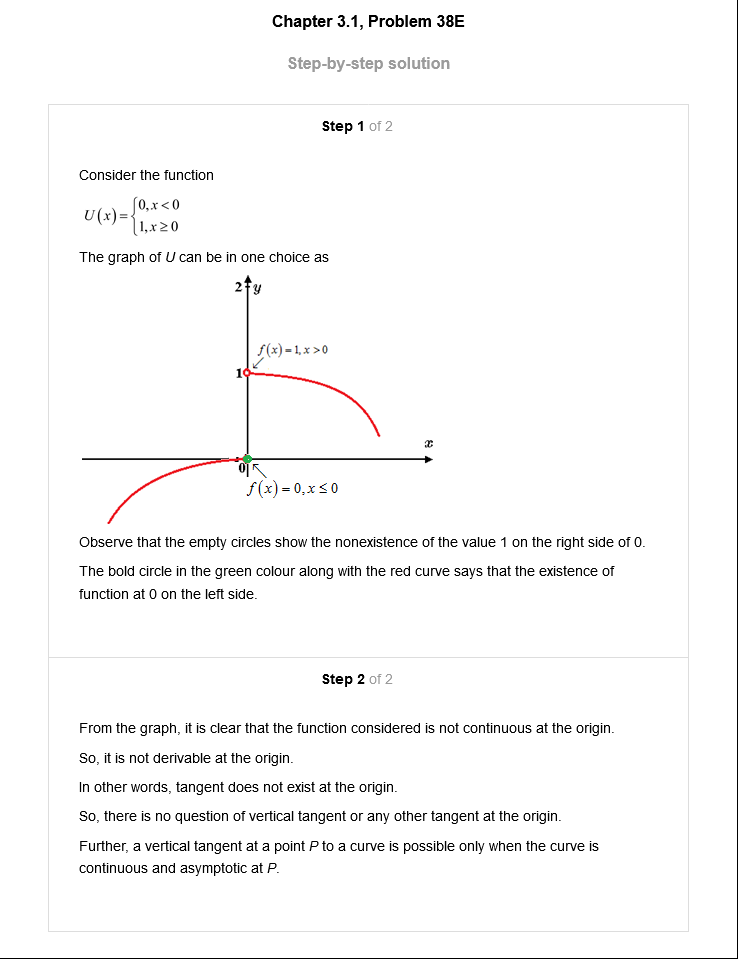 Chapter 3.1, Problem 38E
Step-by-step solution
Step 1 of 2
Consider the function
U(x)={0,x<0
1,x≥0
The graph of U can be in one choice as
2 y
f(x)=1,x>0
1
x
0
f(x)=0,x≤0
Observe that the empty circles show the nonexistence of the value 1 on the right side of 0.
The bold circle in the green colour along with the red curve says that the existence of
function at 0 on the left side.
Step 2 of 2
From the graph, it is clear that the function considered is not continuous at the origin.
So, it is not derivable at the origin.
In other words, tangent does not exist at the origin.
So, there is no question of vertical tangent or any other tangent at the origin.
Further, a vertical tangent at a point P to a curve is possible only when the curve is
continuous and asymptotic at P.